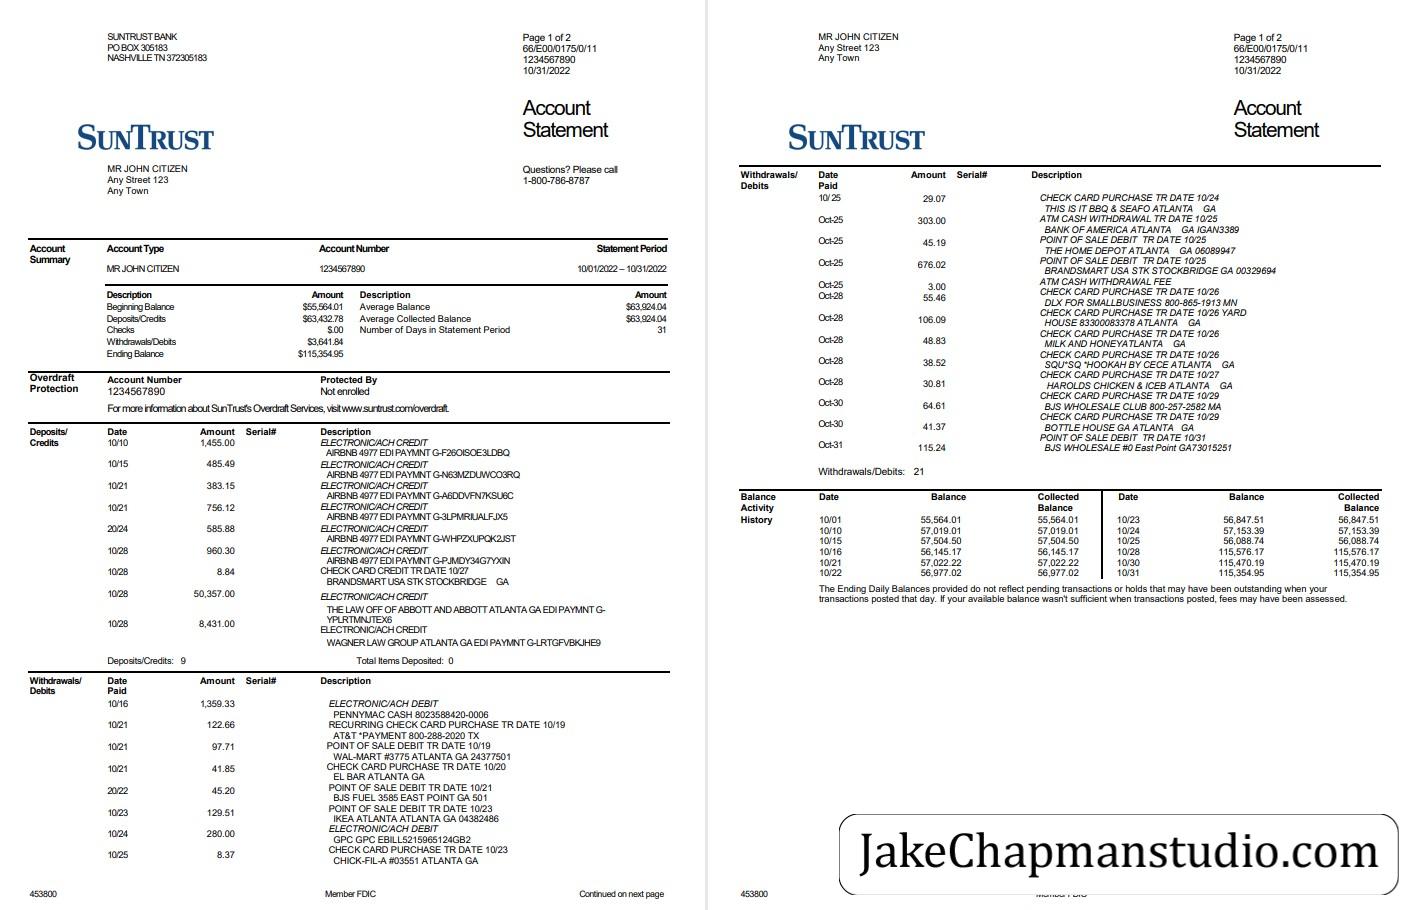 SUNTRUST BANK
PO BOX 305183
NASHVILLE TN 372305183
Page 1 of 2
66/E00/0175/0/11
1234567890
10/31/2022
Account
Statement
SUNTRUST
MR JOHN CITIZEN
Any Street 123
Any Town
Questions? Please call
1-800-786-8787
Account Summary Account Type Account Number Statement Period
MR JOHN CITIZEN 1234567890 10/01/2022 – 10/31/2022
Description Amount Description Amount
Beginning Balance $55,564.01 Average Balance $63,924.04
Deposits/Credits $63,432.78 Average Collected Balance $63,924.04
Checks $.00 Number of Days in Statement Period 31
Withdrawals/Debits $3,641.84
Ending Balance $115,354.95
Overdraft Protection Account Number Protected By
1234567890 Not enrolled
For more information about SunTrust's Overdraft Services, visit www.suntrust.com/overdraft.
Deposits/ Credits Date Amount Serial# Description
10/10 1,455.00 ELECTRONIC/ACH CREDIT
AIRBNB 4977 EDI PAYMNT G-F26OISOE3LDBQ
10/15 485.49 ELECTRONIC/ACH CREDIT
AIRBNB 4977 EDI PAYMNT G-N63MZDUWCO3RQ
10/21 383.15 ELECTRONIC/ACH CREDIT
AIRBNB 4977 EDI PAYMNT G-A6DDVFN7KSU6C
10/21 756.12 ELECTRONIC/ACH CREDIT
AIRBNB 4977 EDI PAYMNT G-3LPMRIUALFJX5
20/24 585.88 ELECTRONIC/ACH CREDIT
AIRBNB 4977 EDI PAYMNT G-WHPZXUPQK2JST
10/28 960.30 ELECTRONIC/ACH CREDIT
AIRBNB 4977 EDI PAYMNT G-PJMDY34G7YXIN
10/28 8.84 CHECK CARD CREDIT TR DATE 10/27
BRANDSMART USA STK STOCKBRIDGE GA
10/28 50,357.00 ELECTRONIC/ACH CREDIT
THE LAW OFF OF ABBOTT AND ABBOTT ATLANTA GA EDI PAYMNT G-
YPLRTMNJTEX6
10/28 8,431.00 ELECTRONIC/ACH CREDIT
WAGNER LAW GROUP ATLANTA GA EDI PAYMNT G-LRTGFVBKJHE9
Deposits/Credits: 9 Total Items Deposited: 0
Withdrawals/ Debits Date Paid Amount Serial# Description
10/16 1,359.33 ELECTRONIC/ACH DEBIT
PENNYMAC CASH 8023588420-0006
10/21 122.66 RECURRING CHECK CARD PURCHASE TR DATE 10/19
AT&T *PAYMENT 800-288-2020 TX
10/21 97.71 POINT OF SALE DEBIT TR DATE 10/19
WAL-MART #3775 ATLANTA GA 24377501
10/21 41.85 CHECK CARD PURCHASE TR DATE 10/20
EL BAR ATLANTA GA
20/22 45.20 POINT OF SALE DEBIT TR DATE 10/21
BJS FUEL 3585 EAST POINT GA 501
10/23 129.51 POINT OF SALE DEBIT TR DATE 10/23
IKEA ATLANTA ATLANTA GA 04382486
10/24 280.00 ELECTRONIC/ACH DEBIT
GPC GPC EBILL5215965124GB2
10/25 8.37 CHECK CARD PURCHASE TR DATE 10/23
CHICK-FIL-A #03551 ATLANTA GA
453800 Member FDIC Continued on next page
MR JOHN CITIZEN
Any Street 123
Any Town
Page 1 of 2
66/E00/0175/0/11
1234567890
10/31/2022
Account
Statement
SUNTRUST
Withdrawals/ Debits Date Paid Amount Serial# Description
10/ 25 29.07 CHECK CARD PURCHASE TR DATE 10/24
THIS IS IT BBQ & SEAFO ATLANTA GA
Oct-25 303.00 ATM CASH WITHDRAWAL TR DATE 10/25
BANK OF AMERICA ATLANTA GA IGAN3389
Oct-25 45.19 POINT OF SALE DEBIT TR DATE 10/25
THE HOME DEPOT ATLANTA GA 06089947
Oct-25 676.02 POINT OF SALE DEBIT TR DATE 10/25
BRANDSMART USA STK STOCKBRIDGE GA 00329694
Oct-25 3.00 ATM CASH WITHDRAWAL FEE
Oct-28 55.46 CHECK CARD PURCHASE TR DATE 10/26
DLX FOR SMALLBUSINESS 800-865-1913 MN
Oct-28 106.09 CHECK CARD PURCHASE TR DATE 10/26 YARD
HOUSE 83300083378 ATLANTA GA
Oct-28 48.83 CHECK CARD PURCHASE TR DATE 10/26
MILK AND HONEYATLANTA GA
Oct-28 38.52 CHECK CARD PURCHASE TR DATE 10/26
SQU*SQ *HOOKAH BY CECE ATLANTA GA
Oct-28 30.81 CHECK CARD PURCHASE TR DATE 10/27
HAROLDS CHICKEN & ICEB ATLANTA GA
Oct-30 64.61 CHECK CARD PURCHASE TR DATE 10/29
BJS WHOLESALE CLUB 800-257-2582 MA
Oct-30 41.37 CHECK CARD PURCHASE TR DATE 10/29
BOTTLE HOUSE GA ATLANTA GA
Oct-31 115.24 POINT OF SALE DEBIT TR DATE 10/31
BJS WHOLESALE #0 East Point GA73015251
Withdrawals/Debits: 21
Balance Activity History Date Balance Collected Balance Date Balance Collected Balance
10/01 55,564.01 55,564.01 10/23 56,847.51 56,847.51
10/10 57,019.01 57,019.01 10/24 57,153.39 57,153.39
10/15 57,504.50 57,504.50 10/25 56,088.74 56,088.74
10/16 56,145.17 56,145.17 10/28 115,576.17 115,576.17
10/21 57,022.22 57,022.22 10/30 115,470.19 115,470.19
10/22 56,977.02 56,977.02 10/31 115,354.95 115,354.95
The Ending Daily Balances provided do not reflect pending transactions or holds that may have been outstanding when your
transactions posted that day. If your available balance wasn't sufficient when transactions posted, fees may have been assessed.
JakeChapmanstudio.com
453800 Member FDIC